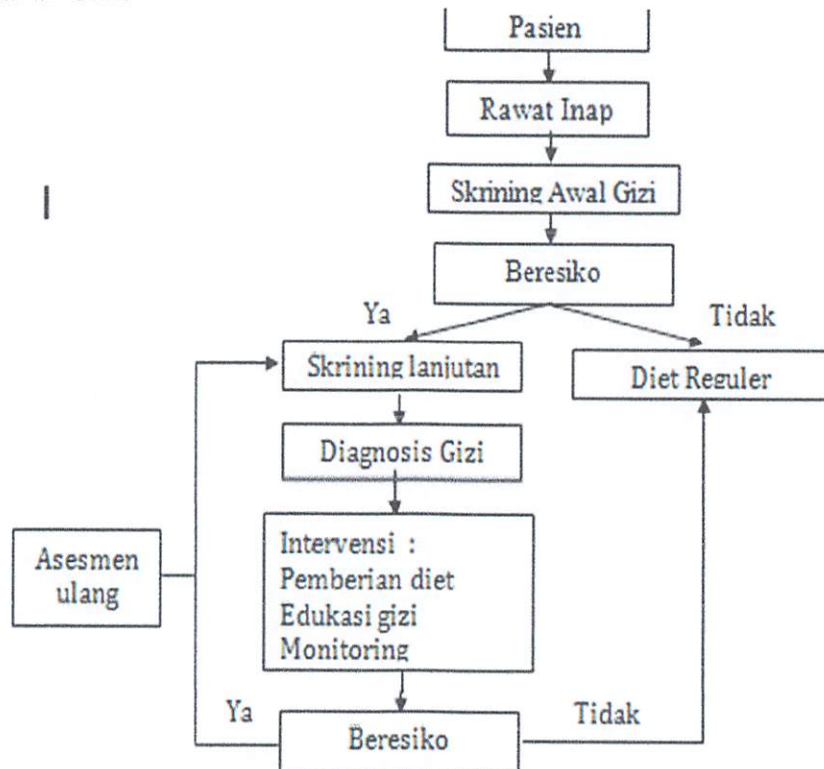 Pasien
Rawat Inap
Skrining Awal Gizi
Beresiko
Ya
Tidak
Skrining lanjutan
Diet Reguler
Diagnosis Gizi
Intervensi :
Pemberian diet
Edukasi gizi
Monitoring
Asesmen
ulang
Ya
Beresiko
Tidak